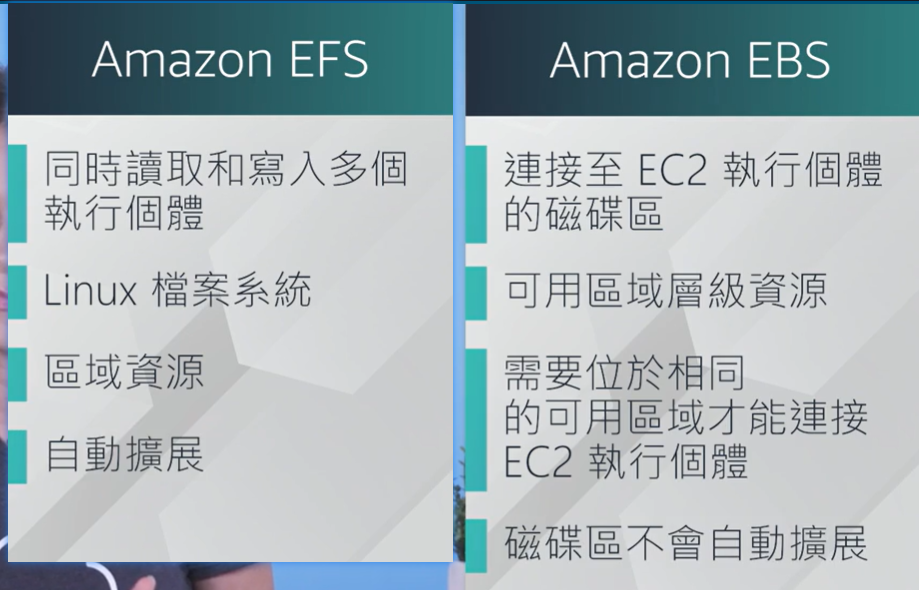 Amazon EFS
同時讀取和寫入多個
執行個體
Linux 檔案系統
區域資源
自動擴展
Amazon EBS
連接至 EC2 執行個體
的磁碟區
可用區域層級資源
需要位於相同
的可用區域才能連接
EC2 執行個體
磁碟區不會自動擴展